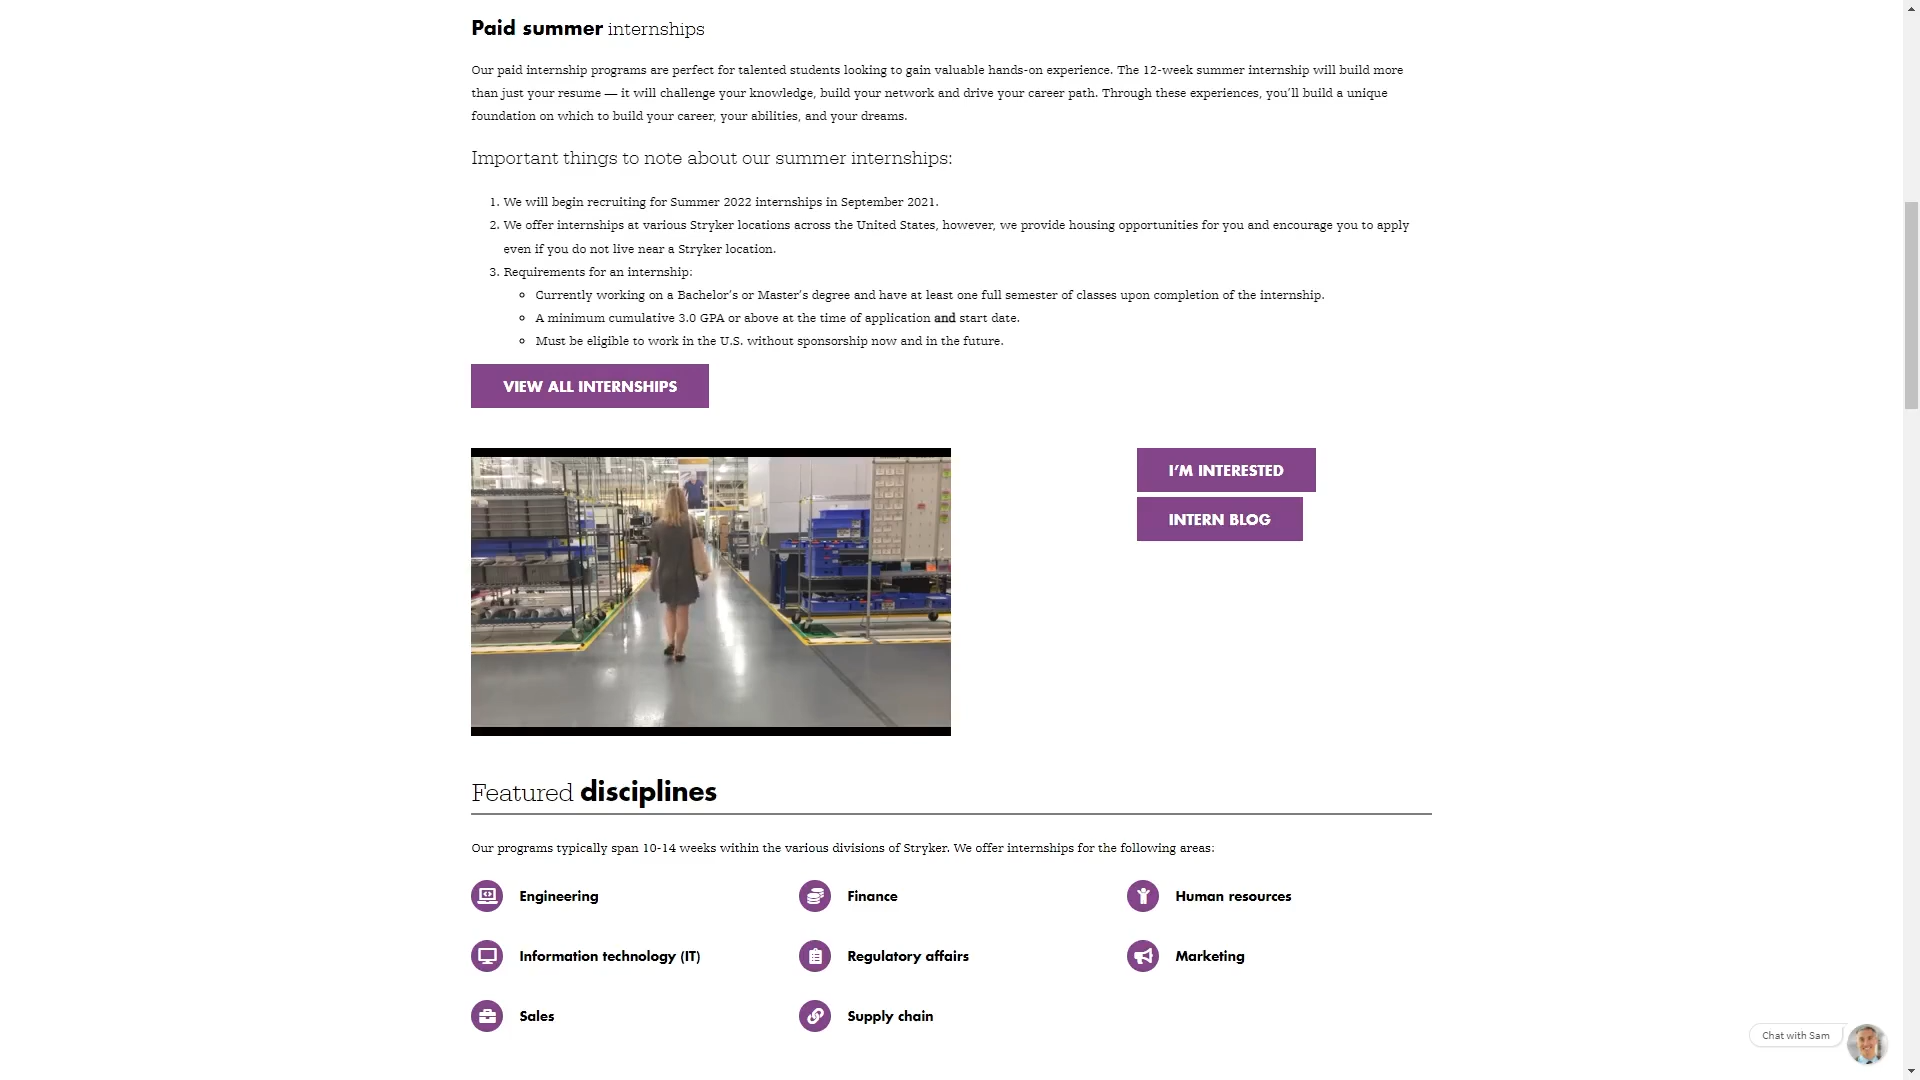 Paid summer internships
Our paid internship programs are perfect for talented students looking to gain valuable hands-on experience. The 12-week summer internship will build more
than just your resume — it will challenge your knowledge, build your network and drive your career path. Through these experiences, you’ll build a unique
foundation on which to build your career, your abilities, and your dreams.
Important things to note about our summer internships:
1. We will begin recruiting for Summer 2022 internships in September 2021.
2. We offer internships at various Stryker locations across the United States, however, we provide housing opportunities for you and encourage you to apply
even if you do not live near a Stryker location.
3. Requirements for an internship:
Currently working on a Bachelor’s or Master’s degree and have at least one full semester of classes upon completion of the internship.
A minimum cumulative 3.0 GPA or above at the time of application and start date.
Must be eligible to work in the U.S. without sponsorship now and in the future.
VIEW ALL INTERNSHIPS
I’M INTERESTED
INTERN BLOG
Featured disciplines
Our programs typically span 10-14 weeks within the various divisions of Stryker. We offer internships for the following areas:
Engineering
Finance
Human resources
Information technology (IT)
Regulatory affairs
Marketing
Sales
Supply chain
Chat with Sam